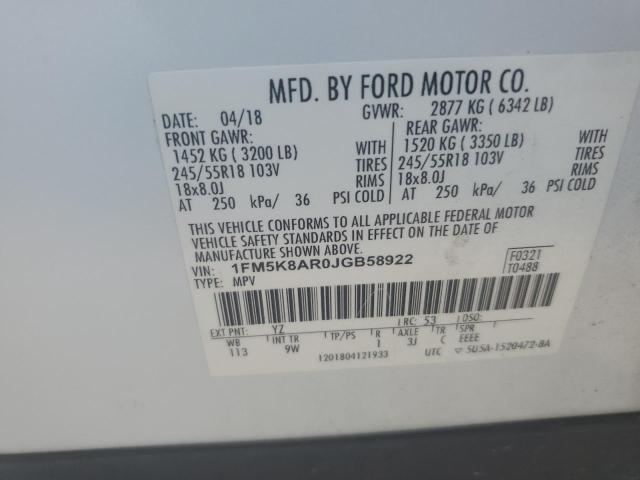 MFD. BY FORD MOTOR CO.
DATE: 04/18 GVWR: 2877 KG ( 6342 LB)
FRONT GAWR: REAR GAWR:
1452 KG ( 3200 LB) 1520 KG ( 3350 LB)
245/55R18 103V TIRES 245/55R18 103V TIRES
18x8.0J RIMS 18x8.0J RIMS
AT 250 kPa/ 36 PSI COLD AT 250 kPa/ 36 PSI COLD
THIS VEHICLE CONFORMS TO ALL APPLICABLE FEDERAL MOTOR
VEHICLE SAFETY STANDARDS IN EFFECT ON THE DATE OF
MANUFACTURE SHOWN ABOVE.
VIN: 1FM5K8AR0JGB58922 F0321
TYPE: MPV T0488
EXT PNT: YZ RC: 53 DSO:
WB INT TR TP/PS R AXLE TR SPR
113 9W I 3J C EEEE
1201804121933 UTC ▽ 5U5A-1520472-BA